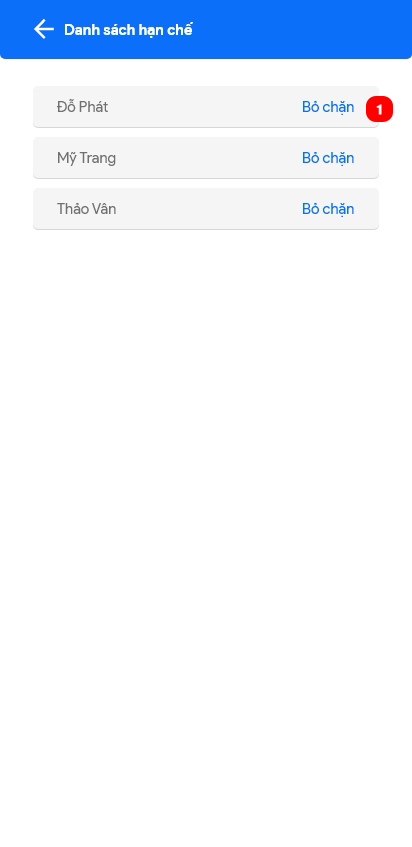 Danh sách hạn chế
Đỗ Phát Bỏ chặn 1
Mỹ Trang Bỏ chặn
Thảo Vân Bỏ chặn